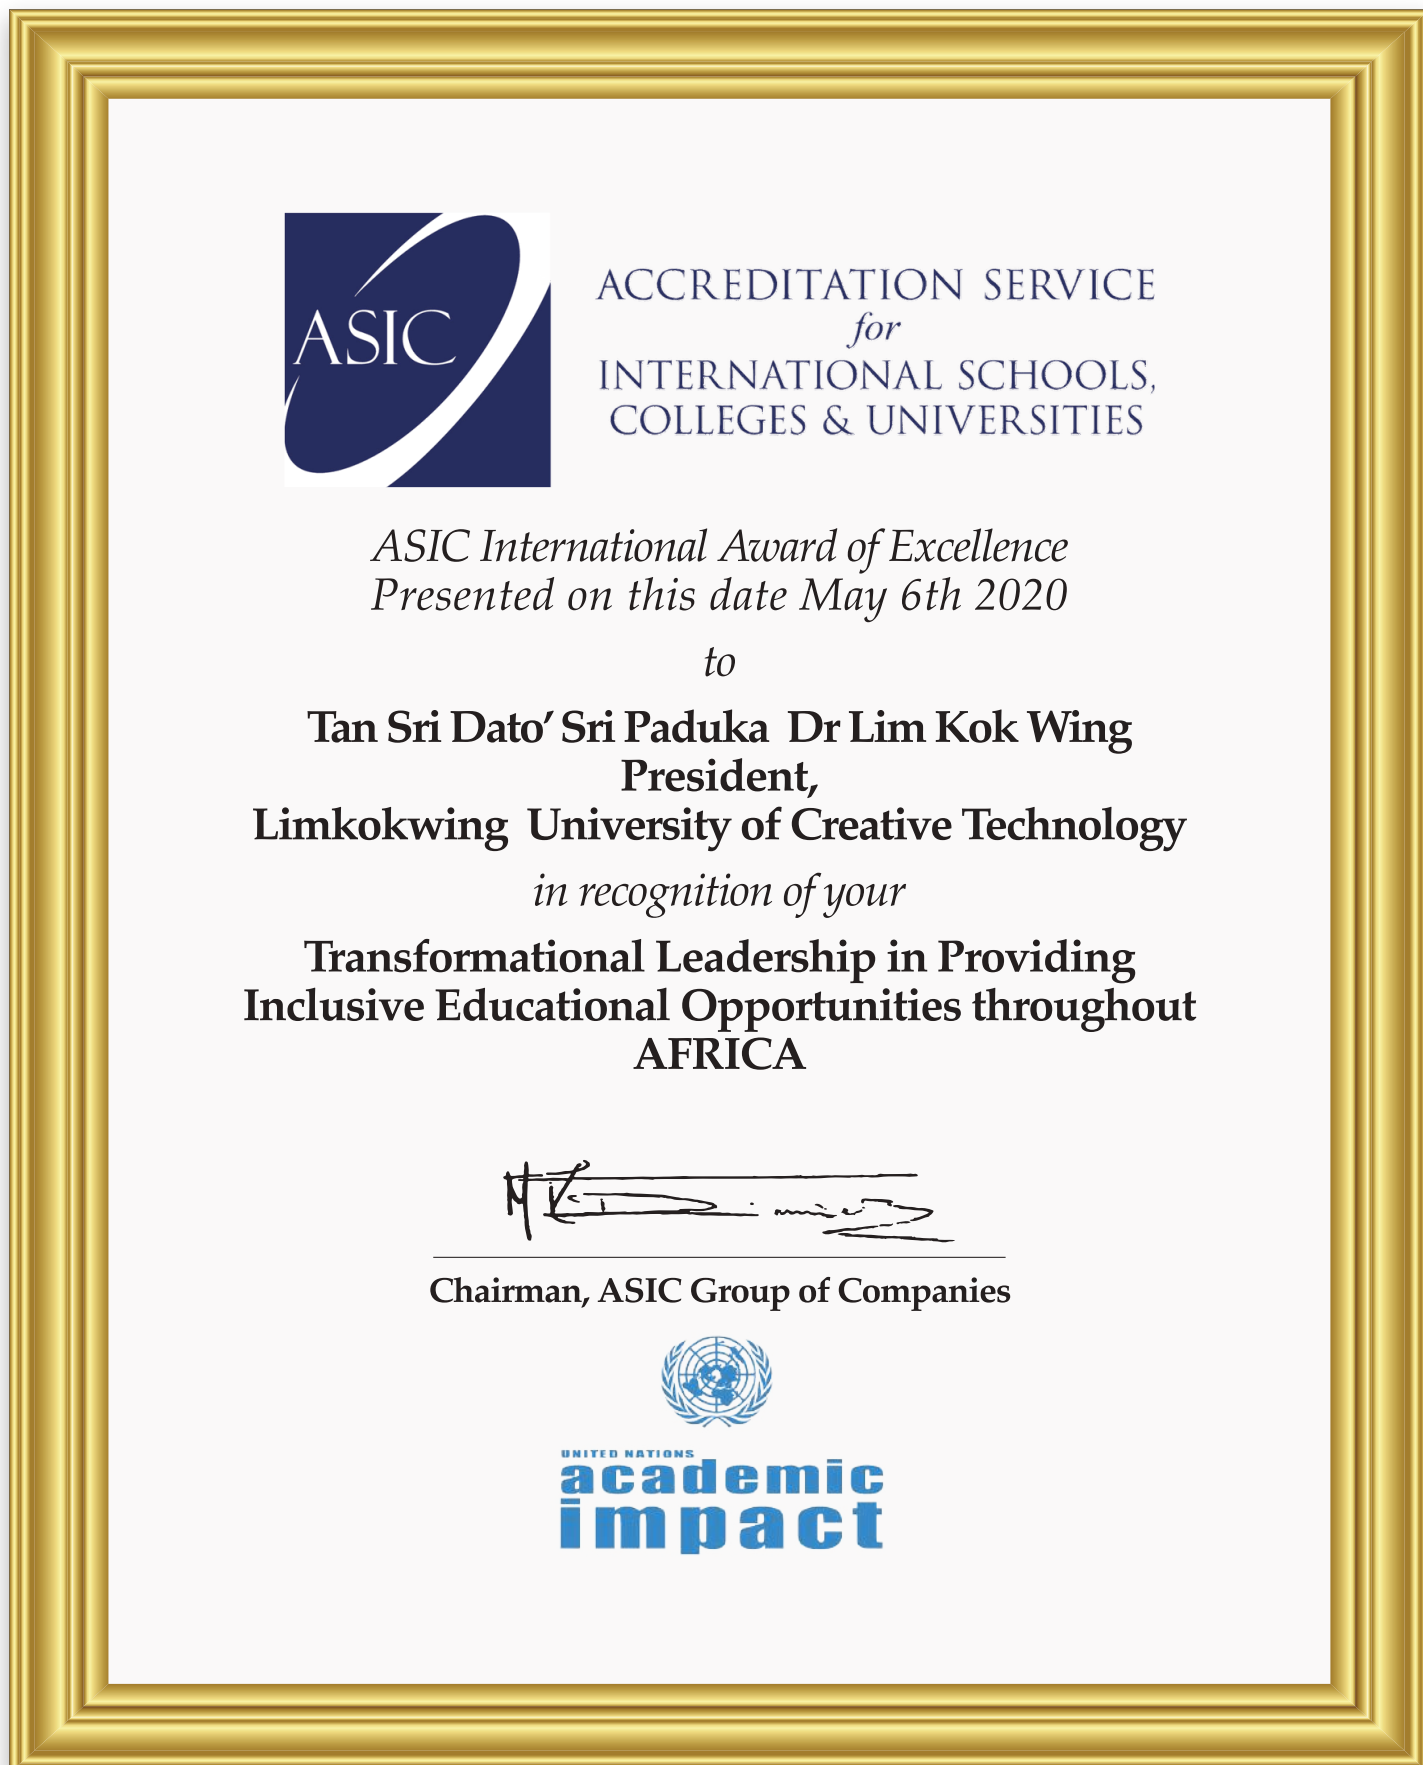 ASIC
ACCREDITATION SERVICE
for
INTERNATIONAL SCHOOLS,
COLLEGES & UNIVERSITIES
ASIC International Award of Excellence
Presented on this date May 6th 2020
to
Tan Sri Dato’ Sri Paduka Dr Lim Kok Wing
President,
Limkokwing University of Creative Technology
in recognition of your
Transformational Leadership in Providing
Inclusive Educational Opportunities throughout
AFRICA
Chairman, ASIC Group of Companies
UNITED NATIONS
academic
impact